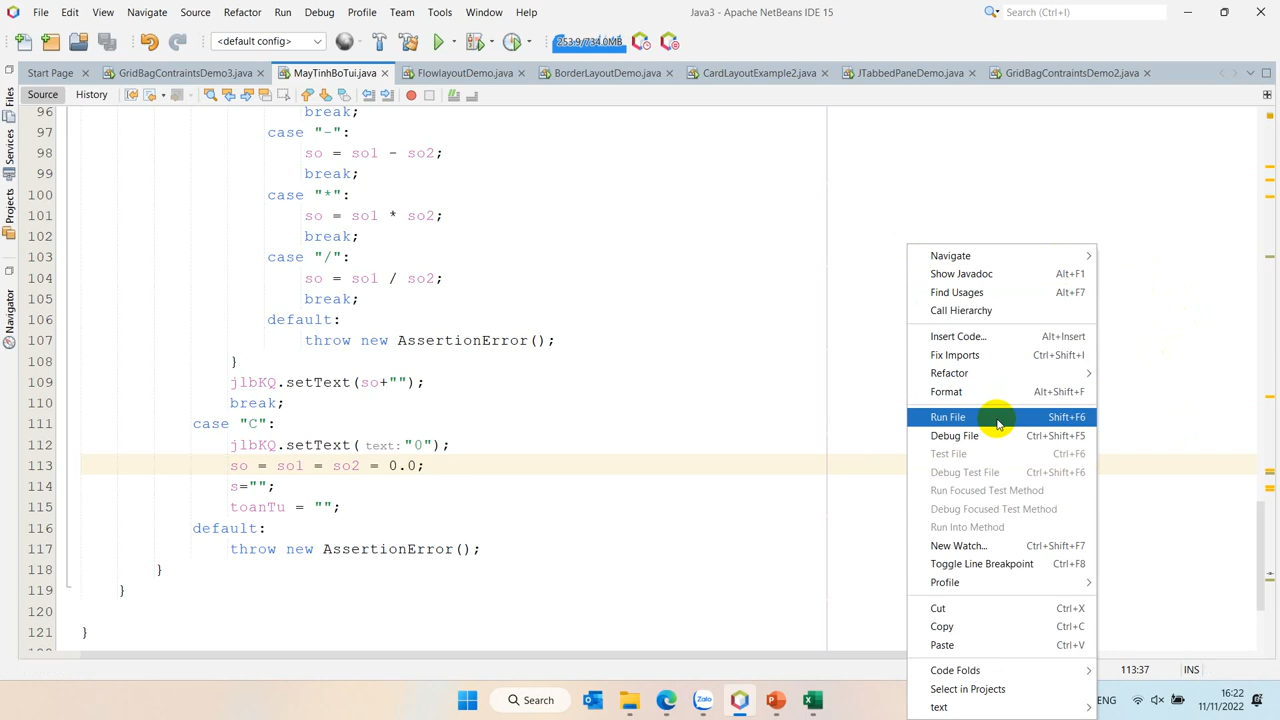 File Edit View Navigate Source Refactor Run Debug Profile Team Tools Window Help
Java3 - Apache NetBeans IDE 15
Search (Ctrl+I)
<default config>
253.9/734.0MB
Start Page
GridBagContraintsDemo3.java
MayTinhBoTui.java
FlowlayoutDemo.java
BorderLayoutDemo.java
CardLayoutExample2.java
JTabbedPaneDemo.java
GridBagContraintsDemo2.java
Source History
Files
Services
Projects
Navigator
96 break;
97 case "-":
98 so = so1 - so2;
99 break;
100 case "*":
101 so = so1 * so2;
102 break;
103 case "/":
104 so = so1 / so2;
105 break;
106 default:
107 throw new AssertionError();
108 }
109 jlbKQ.setText(so+"");
110 break;
111 case "C":
112 jlbKQ.setText(text:"0");
113 so = so1 = so2 = 0.0;
114 s="";
115 toanTu = "";
116 default:
117 throw new AssertionError();
118 }
119 }
120
121 }
Navigate
Show Javadoc Alt+F1
Find Usages Alt+F7
Call Hierarchy
Insert Code... Alt+Insert
Fix Imports Ctrl+Shift+I
Refactor
Format Alt+Shift+F
Run File Shift+F6
Debug File Ctrl+Shift+F5
Test File Ctrl+F6
Debug Test File Ctrl+Shift+F6
Run Focused Test Method
Debug Focused Test Method
Run Into Method
New Watch... Ctrl+Shift+F7
Toggle Line Breakpoint Ctrl+F8
Profile
Cut Ctrl+X
Copy Ctrl+C
Paste Ctrl+V
Code Folds
Select in Projects
text
113:37 INS
Search
Zalo
ENG
16:22
11/11/2022